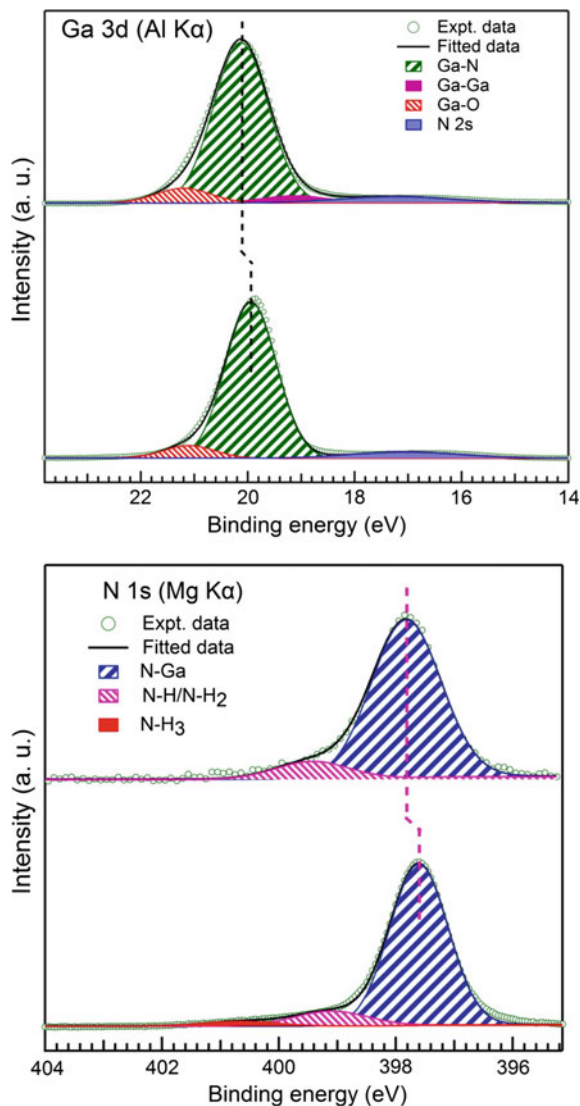 Ga 3d (Al Kα)
Expt. data
Fitted data
Ga-N
Ga-Ga
Ga-O
N 2s
Intensity (a. u.)
22 20 18 16 14
Binding energy (eV)
N 1s (Mg Kα)
Expt. data
Fitted data
N-Ga
N-H/N-H₂
N-H₃
Intensity (a. u.)
404 402 400 398 396
Binding energy (eV)